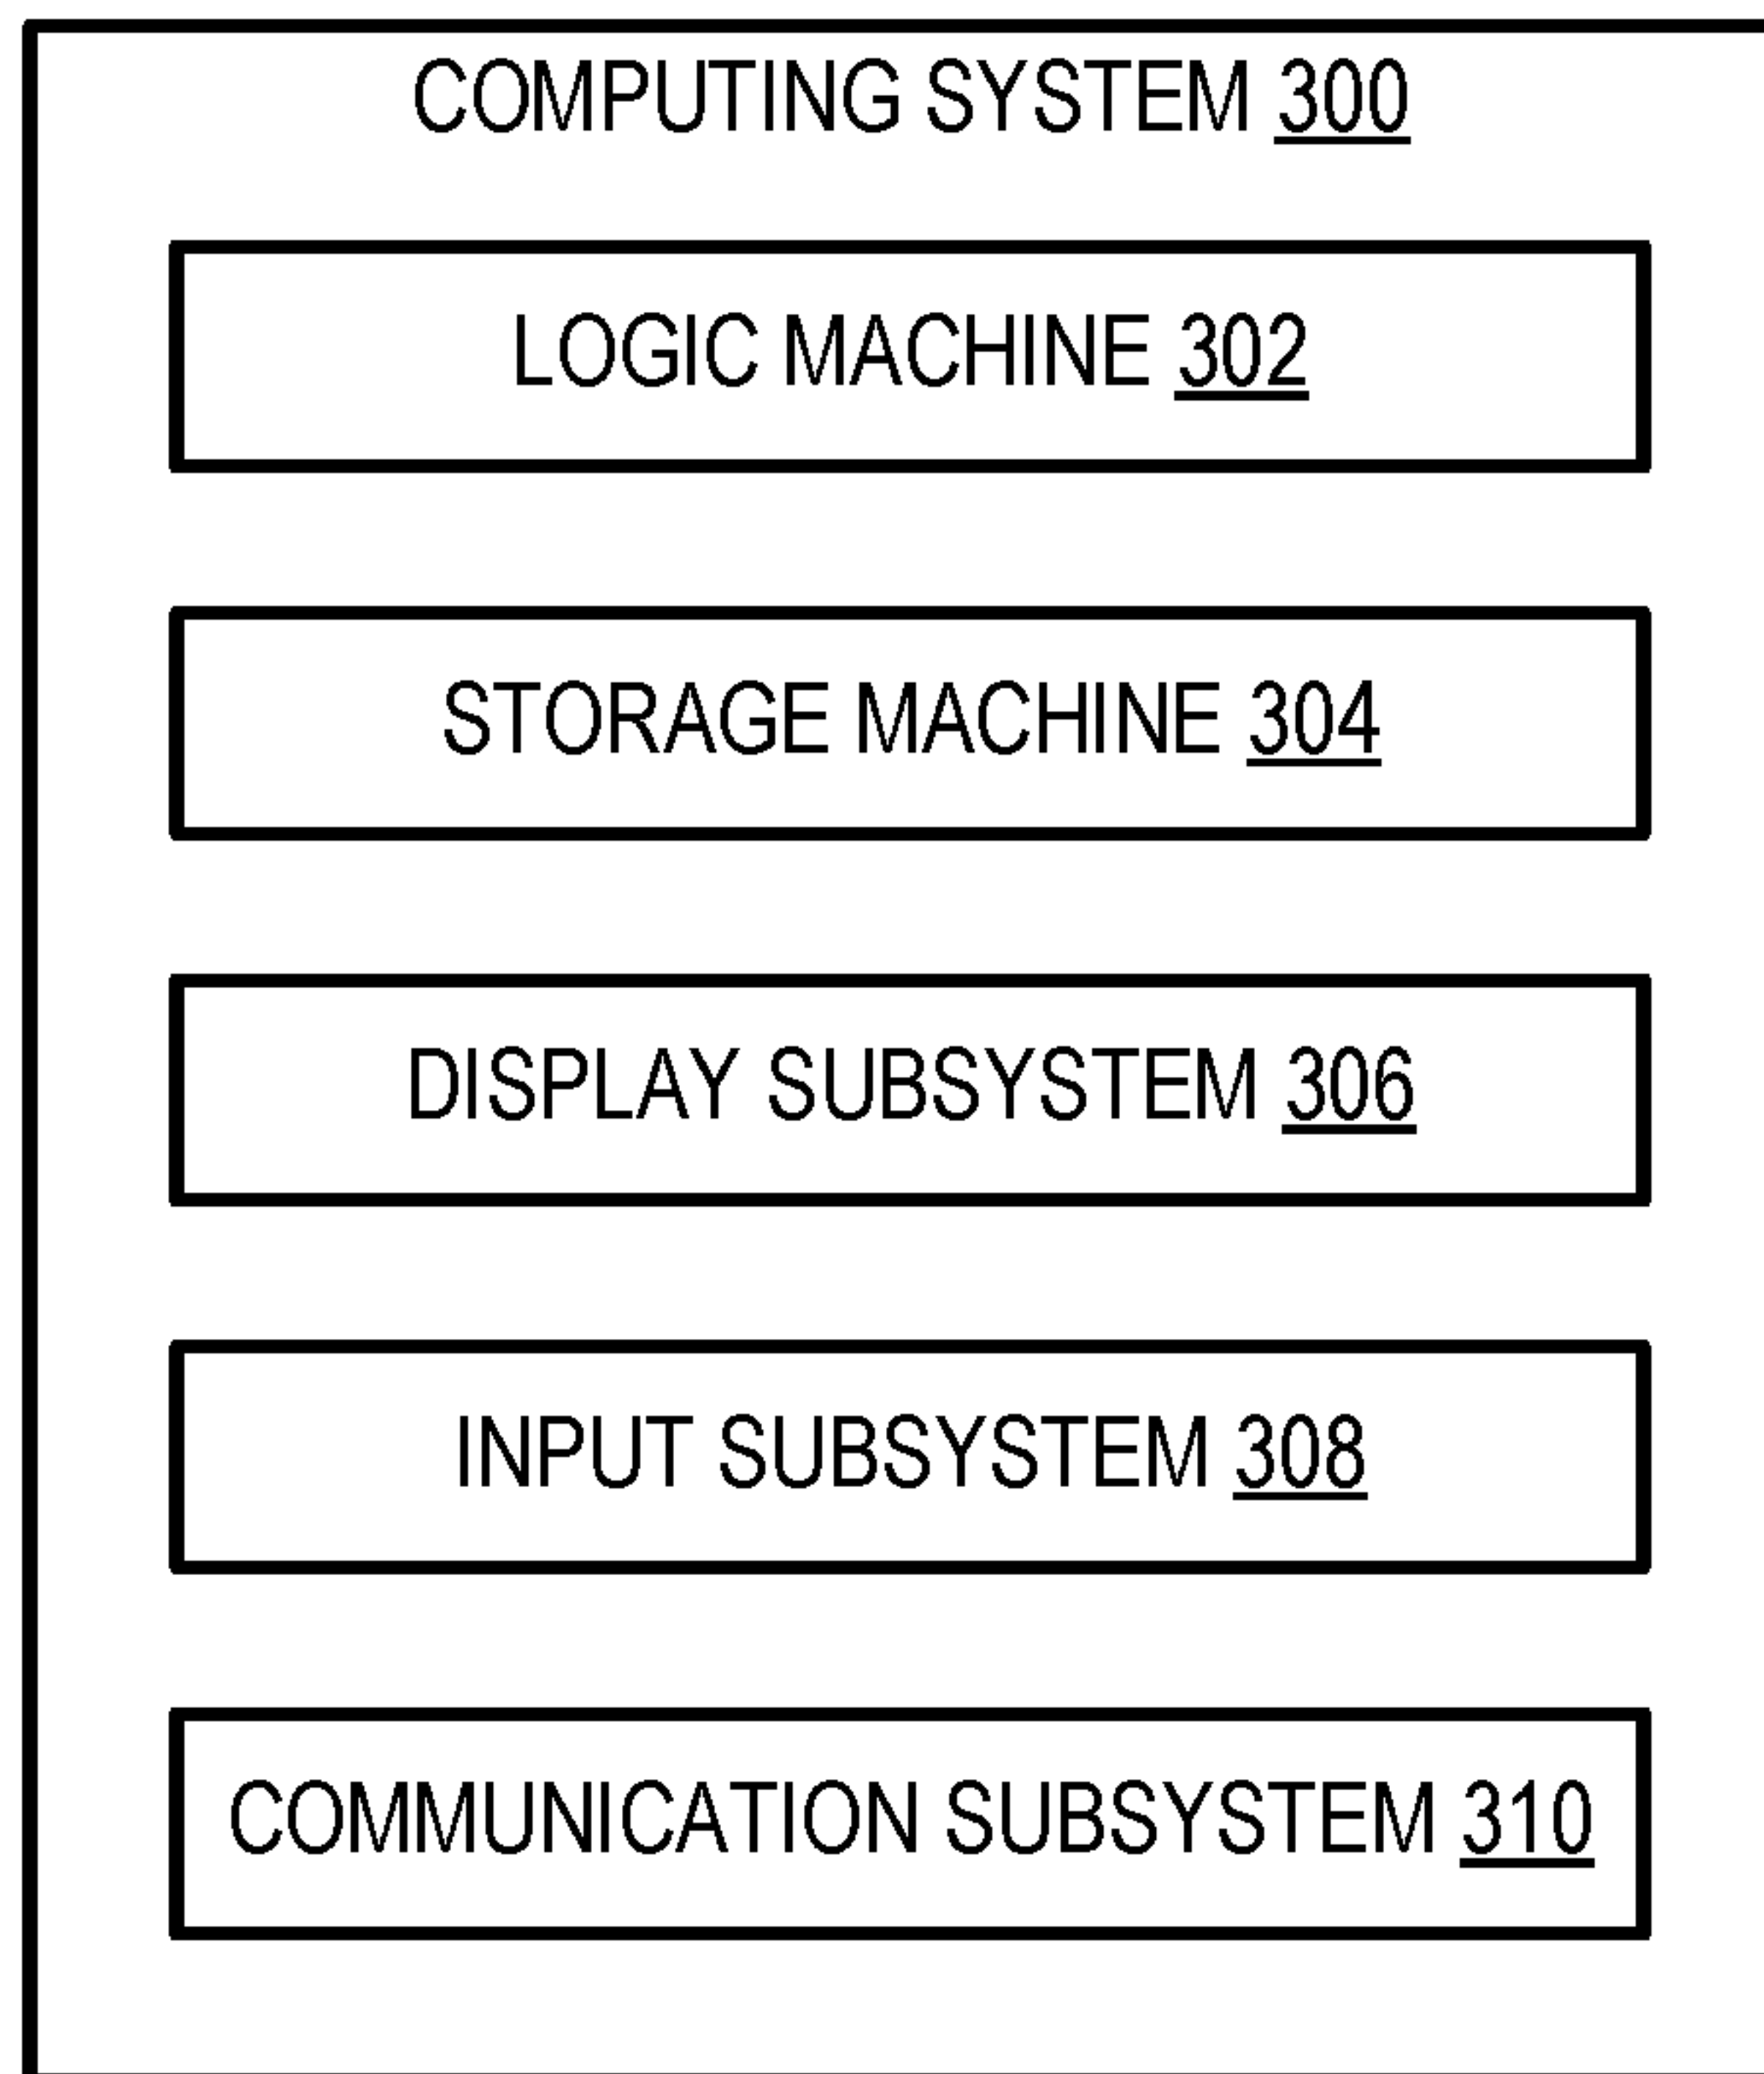 COMPUTING SYSTEM 300
LOGIC MACHINE 302
STORAGE MACHINE 304
DISPLAY SUBSYSTEM 306
INPUT SUBSYSTEM 308
COMMUNICATION SUBSYSTEM 310